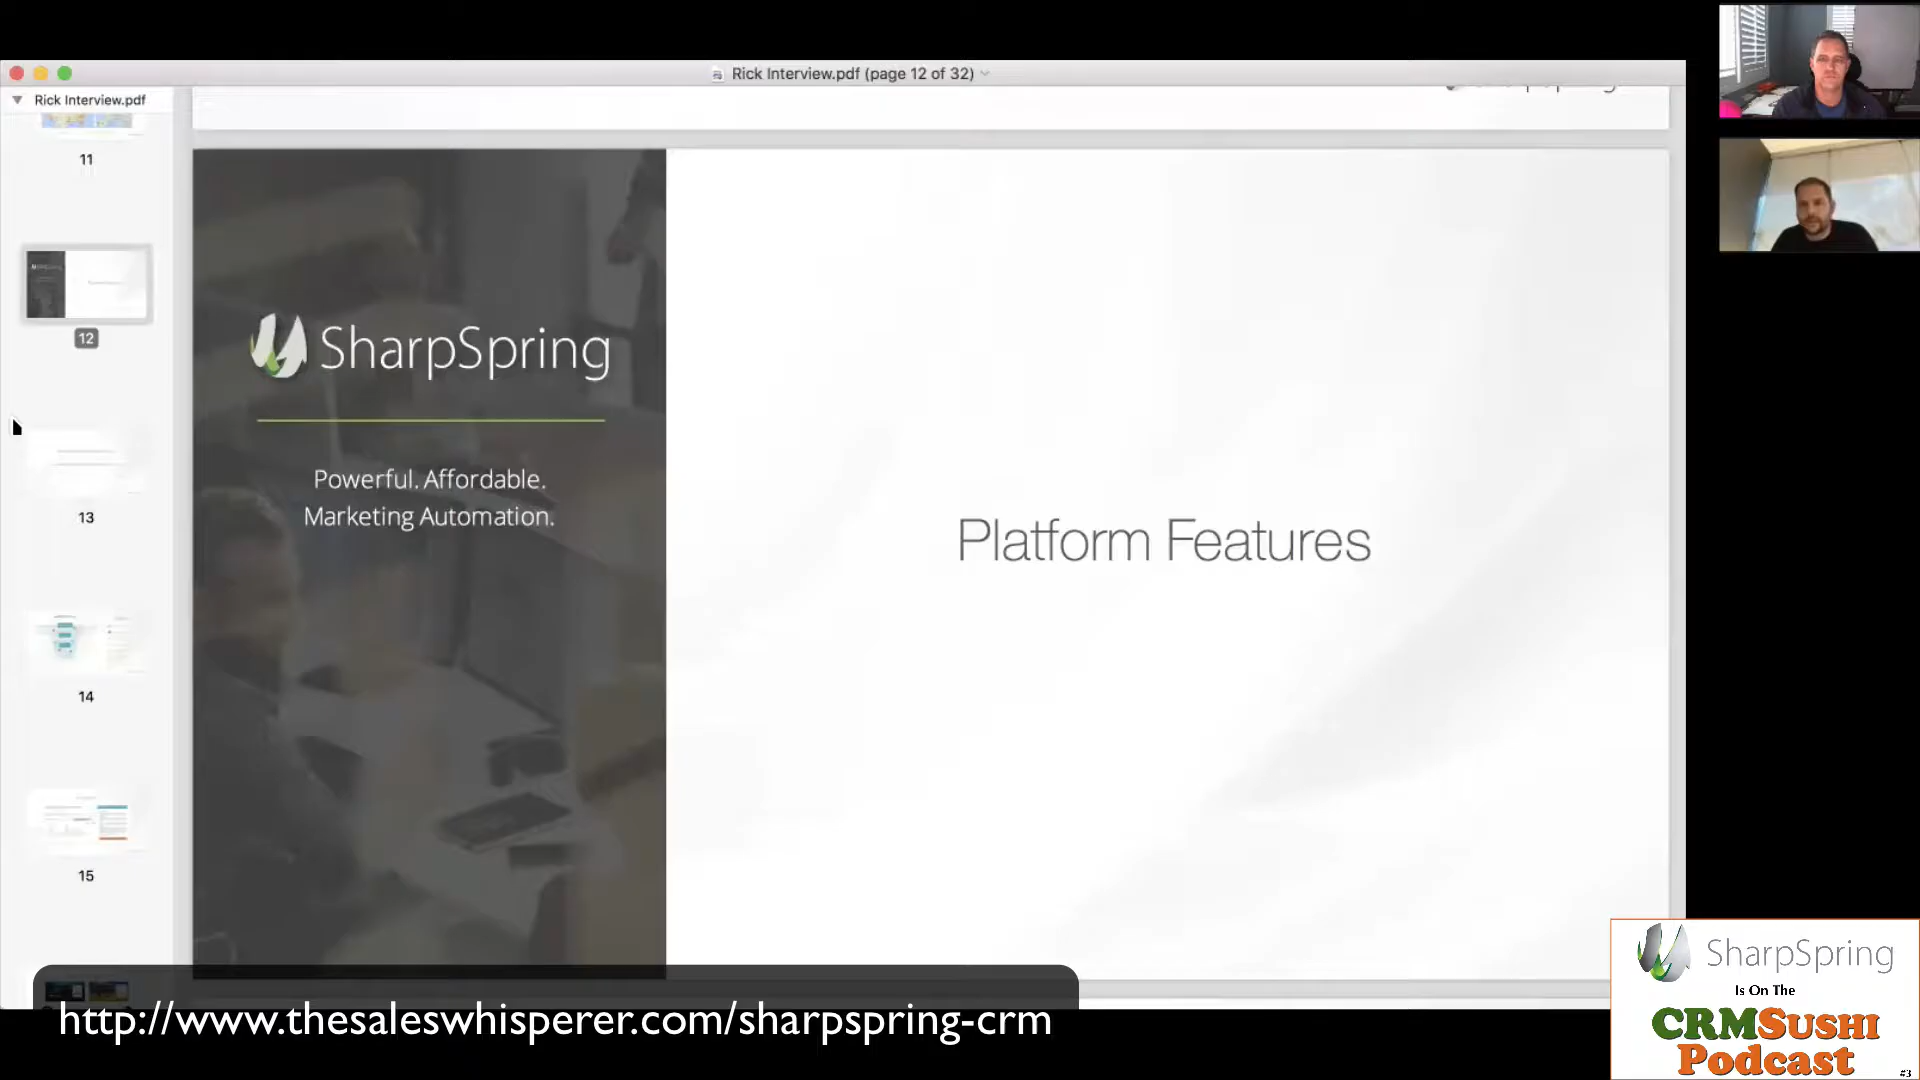 Rick Interview.pdf (page 12 of 32)
Rick Interview.pdf
11
12
13
14
15
SharpSpring
Powerful. Affordable.
Marketing Automation.
Platform Features
http://www.thesaleswhisperer.com/sharpspring-crm
SharpSpring
Is On The
CRMSUSHI
Podcast
#3